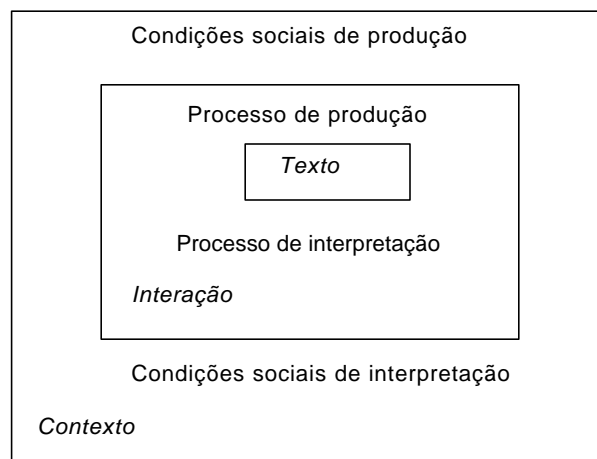 Condições sociais de produção
Processo de produção
Texto
Processo de interpretação
Interação
Condições sociais de interpretação
Contexto